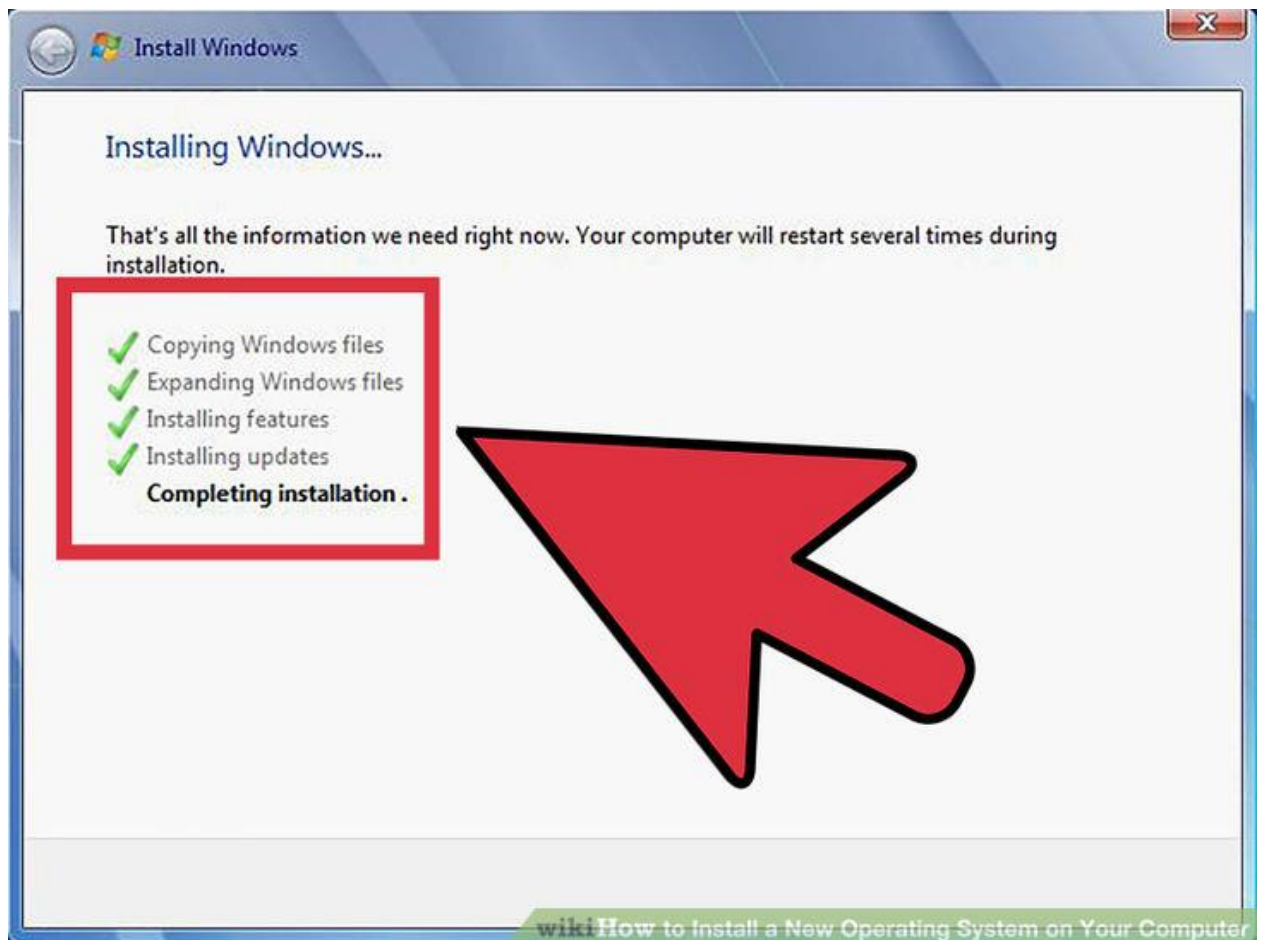 Install Windows
Installing Windows...
That's all the information we need right now. Your computer will restart several times during
installation.
Copying Windows files
Expanding Windows files
Installing features
Installing updates
Completing installation .
wikiHow to Install a New Operating System on Your Computer